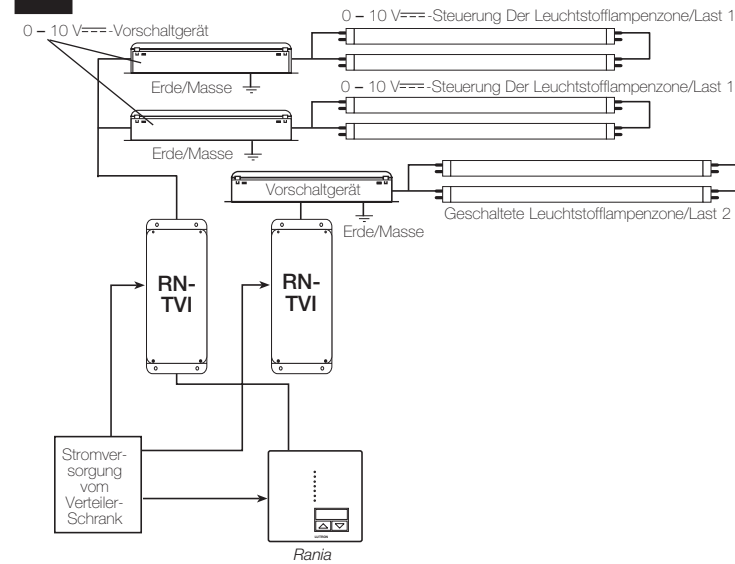 0 – 10 V⎓-Steuerung Der Leuchtstofflampenzone/Last 1
0 – 10 V⎓-Vorschaltgerät
Erde/Masse
0 – 10 V⎓-Steuerung Der Leuchtstofflampenzone/Last 1
Erde/Masse
Vorschaltgerät
Geschaltete Leuchtstofflampenzone/Last 2
Erde/Masse
RN-
TVI
RN-
TVI
Stromver-
sorgung
vom
Verteiler-
Schrank
LUTRON
Rania